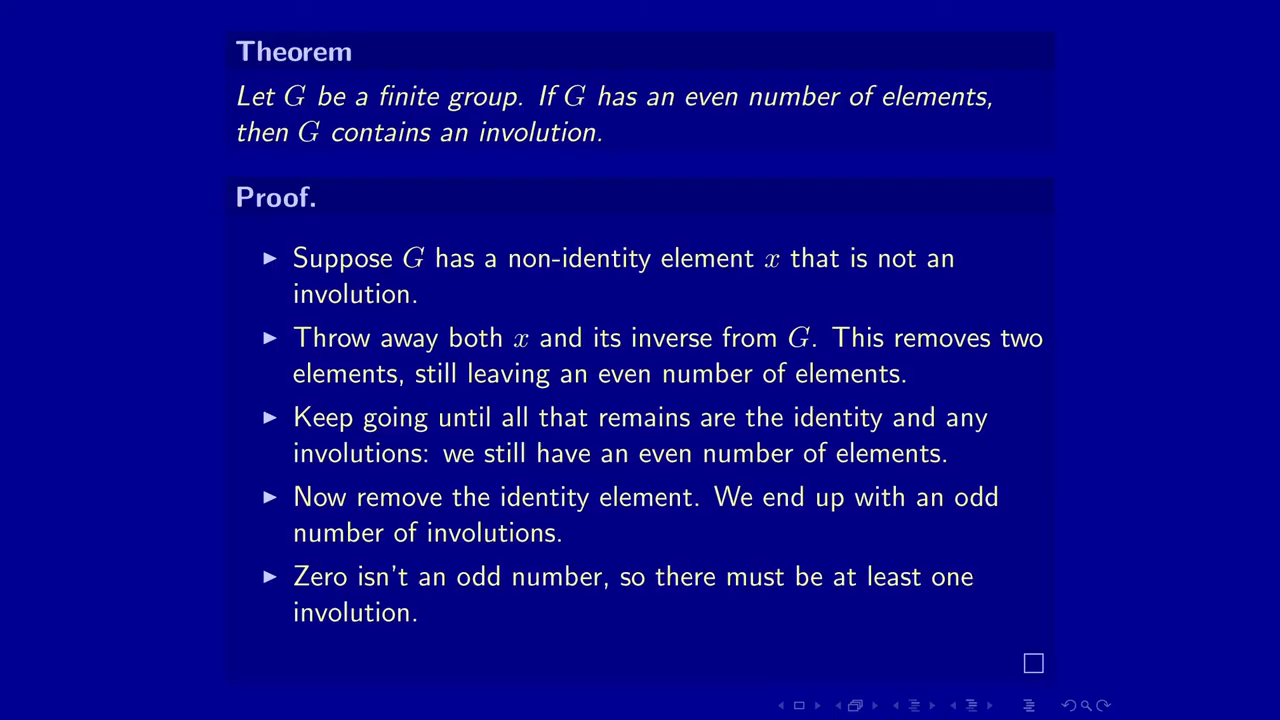 Theorem
Let G be a finite group. If G has an even number of elements,
then G contains an involution.
Proof.
▶ Suppose G has a non-identity element x that is not an
involution.
▶ Throw away both x and its inverse from G. This removes two
elements, still leaving an even number of elements.
▶ Keep going until all that remains are the identity and any
involutions: we still have an even number of elements.
▶ Now remove the identity element. We end up with an odd
number of involutions.
▶ Zero isn't an odd number, so there must be at least one
involution.
□